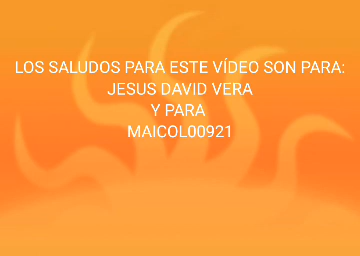 LOS SALUDOS PARA ESTE VÍDEO SON PARA:
JESUS DAVID VERA
Y PARA
MAICOL00921